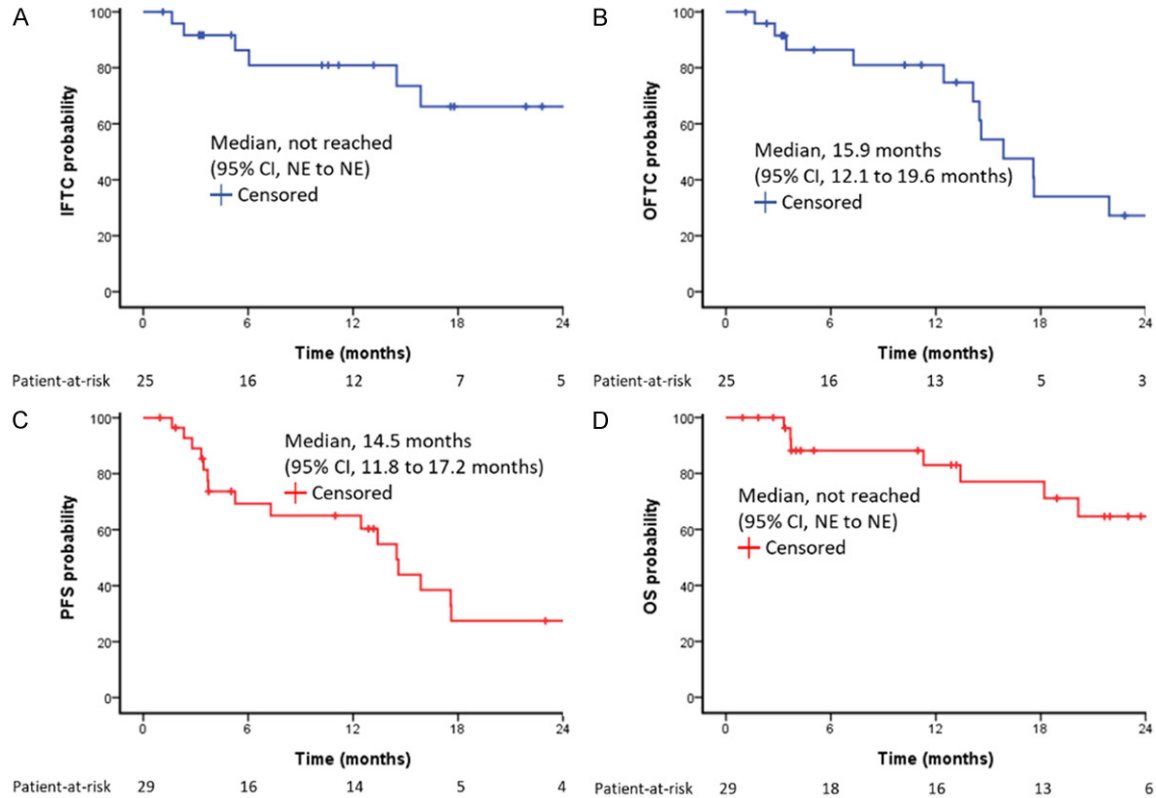 A
100
80
60
40
20
0
IFTC probability
Median, not reached
(95% CI, NE to NE)
Censored
0 6 12 18 24
Time (months)
Patient-at-risk 25 16 12 7 5
B
100
80
60
40
20
0
OFTC probability
Median, 15.9 months
(95% CI, 12.1 to 19.6 months)
Censored
0 6 12 18 24
Time (months)
Patient-at-risk 25 16 13 5 3
C
100
80
60
40
20
0
PFS probability
Median, 14.5 months
(95% CI, 11.8 to 17.2 months)
Censored
0 6 12 18 24
Time (months)
Patient-at-risk 29 16 14 5 4
D
100
80
60
40
20
0
OS probability
Median, not reached
(95% CI, NE to NE)
Censored
0 6 12 18 24
Time (months)
Patient-at-risk 29 18 16 13 6